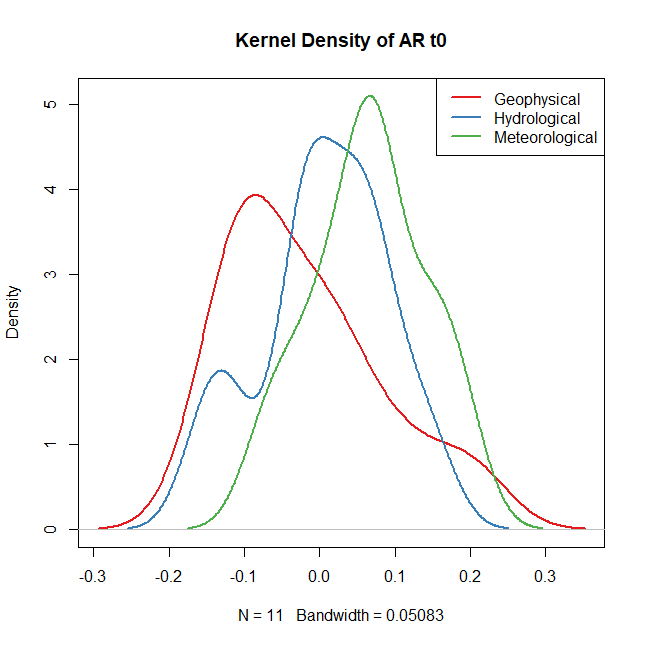 Kernel Density of AR t0
Geophysical
Hydrological
Meteorological
Density
5
4
3
2
1
0
-0.3 -0.2 -0.1 0.0 0.1 0.2 0.3
N = 11 Bandwidth = 0.05083